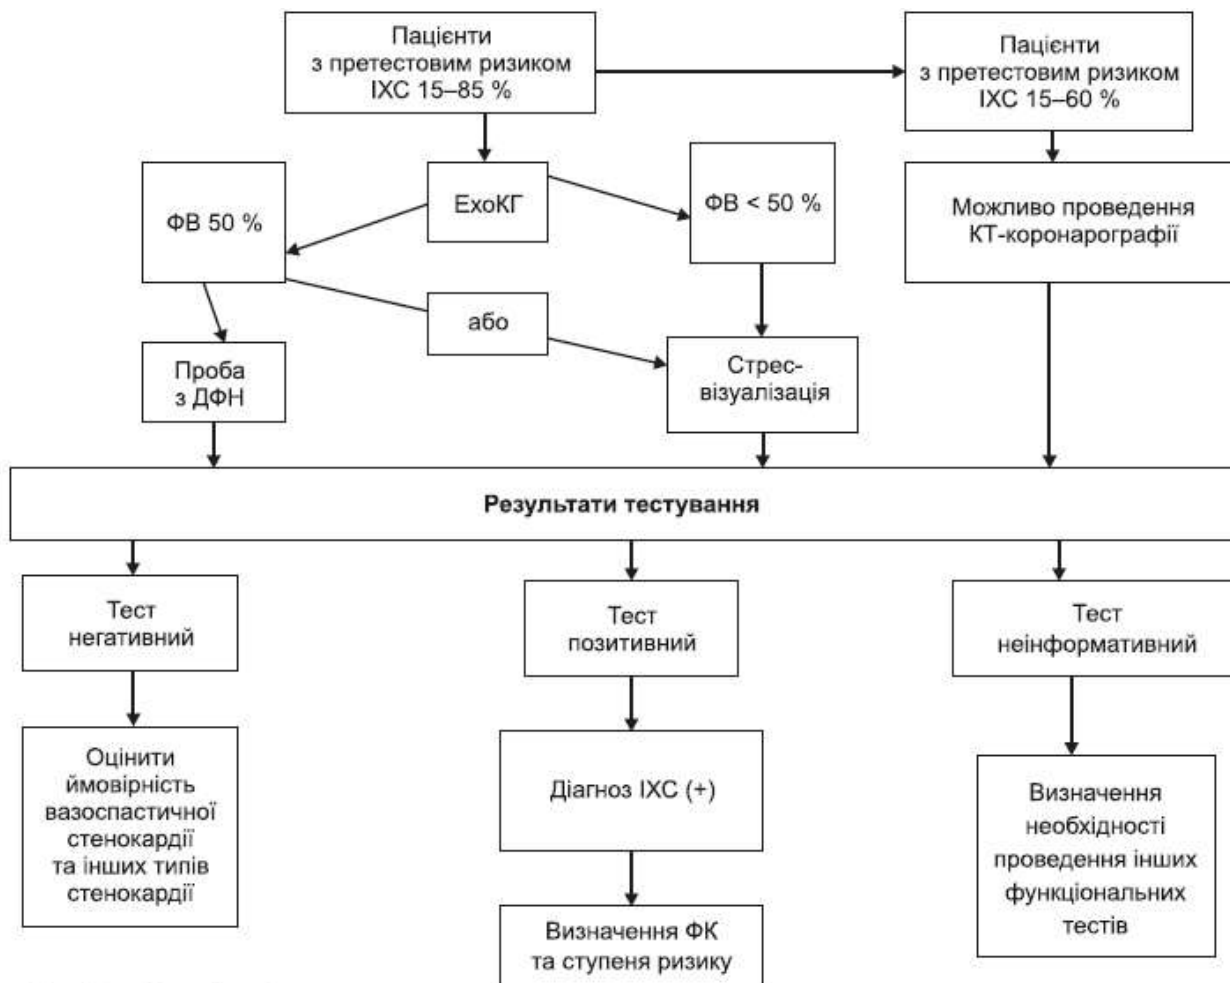 Пацієнти
з претестовим ризиком
ІХС 15–85 %
Пацієнти
з претестовим ризиком
ІХС 15–60 %
ФВ 50 %
ЕхоКГ
ФВ < 50 %
Можливо проведення
КТ-коронарографії
або
Проба
з ДФН
Стрес-
візуалізація
Результати тестування
Тест
негативний
Тест
позитивний
Тест
неінформативний
Оцінити
ймовірність
вазоспастичної
стенокардії
та інших типів
стенокардії
Діагноз ІХС (+)
Визначення
необхідності
проведення інших
функціональних
тестів
Визначення ФК
та ступеня ризику